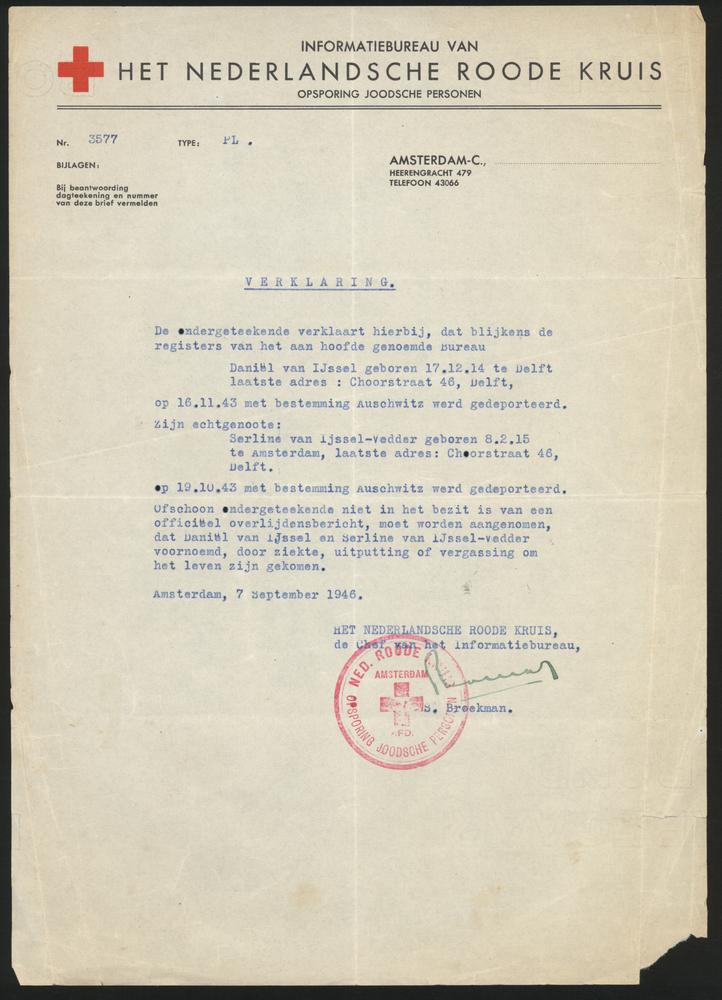 INFORMATIEBUREAU VAN
HET NEDERLANDSCHE ROODE KRUIS
OPSPORING JOODSCHE PERSONEN
Nr. 3577 TYPE: PL.
BIJLAGEN:
Bij beantwoording
dagteekening en nummer
van deze brief vermelden
AMSTERDAM-C.,
HEERENGRACHT 479
TELEFOON 43066
VERKLARING.
De ondergeteekende verklaart hierbij, dat blijkens de
registers van het aan hoofde genoemde Bureau
Daniël van IJssel geboren 17.12.14 te Delft
laatste adres : Choorstraat 46, Delft,
op 16.11.43 met bestemming Auschwitz werd gedeporteerd.
Zijn echtgenoote:
Serline van Ijssel-Vedder geboren 8.2.15
te Amsterdam, laatste adres: Choorstraat 46,
Delft.
op 19.10.43 met bestemming Auschwitz werd gedeporteerd.
Ofschoon ondergeteekende niet in het bezit is van een
officiëel overlijdensbericht, moet worden aangenomen,
dat Daniël van IJssel en Serline van IJssel-Vedder
voornoemd, door ziekte, uitputting of vergassing om
het leven zijn gekomen.
Amsterdam, 7 September 1946.
HET NEDERLANDSCHE ROODE KRUIS,
de Chef van het Informatiebureau,
NED. ROODE KRUIS
AMSTERDAM
AFD.
OPSPORING JOODSCHE PERSONEN
S. Broekman.